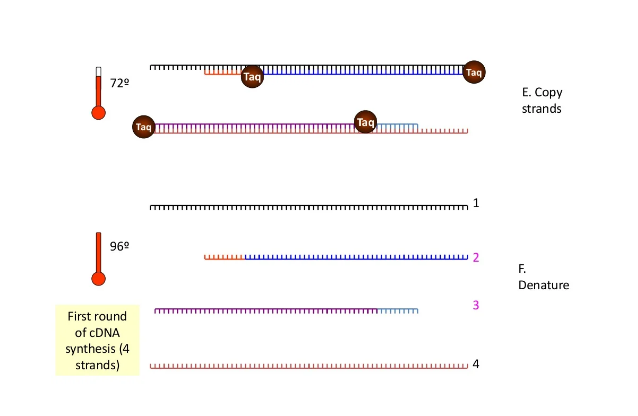 Taq
Taq
72º
E. Copy
strands
Taq
Taq
1
96º
2
F.
Denature
3
First round
of cDNA
synthesis (4
strands)
4